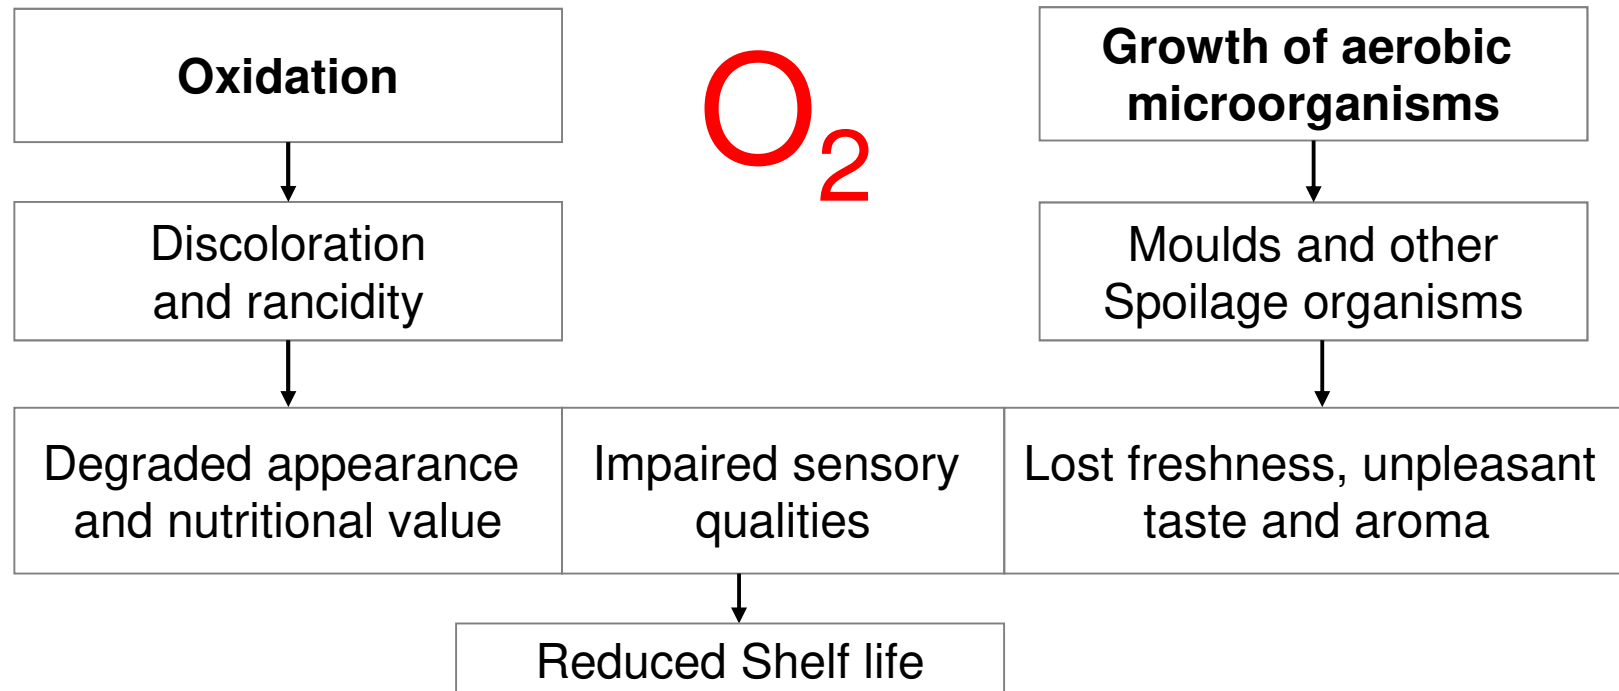 Oxidation
O2
Growth of aerobic
microorganisms
Discoloration
and rancidity
Moulds and other
Spoilage organisms
Degraded appearance
and nutritional value
Impaired sensory
qualities
Lost freshness, unpleasant
taste and aroma
Reduced Shelf life